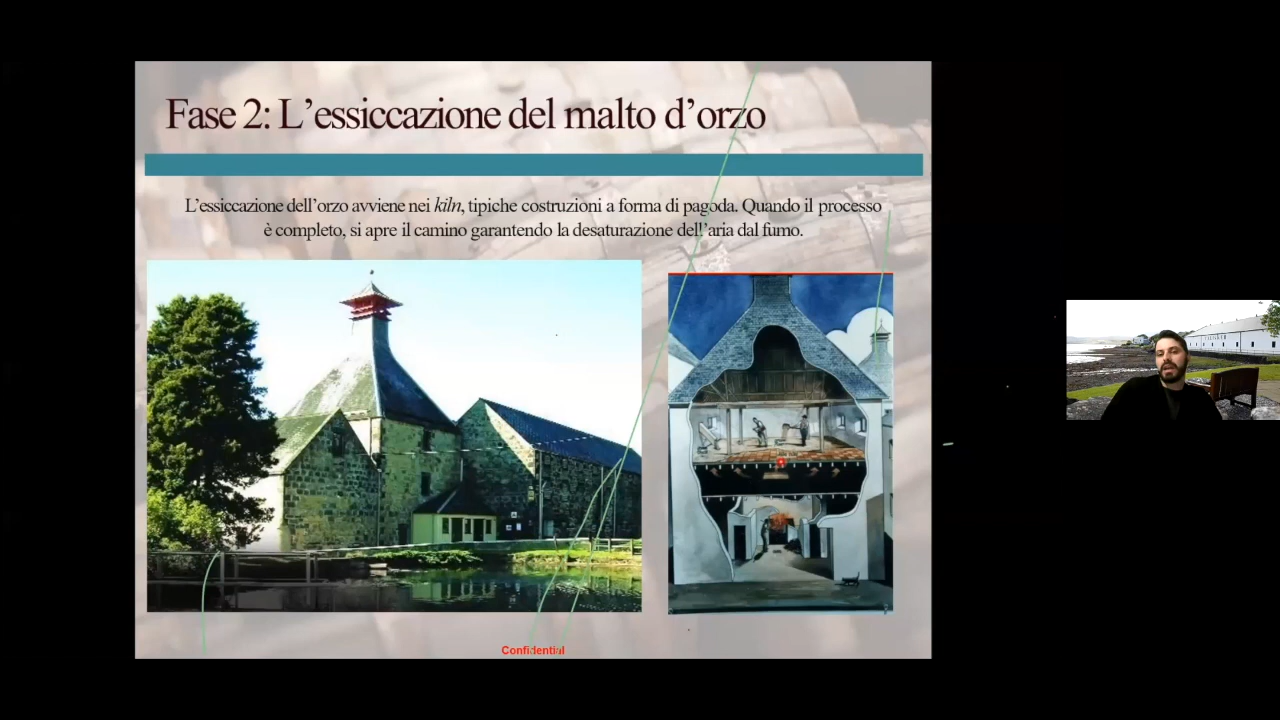 Fase 2: L’essiccazione del malto d’orzo
L’essiccazione dell’orzo avviene nei kiln, tipiche costruzioni a forma di pagoda. Quando il processo
è completo, si apre il camino garantendo la desaturazione dell’aria dal fumo.
Confidential